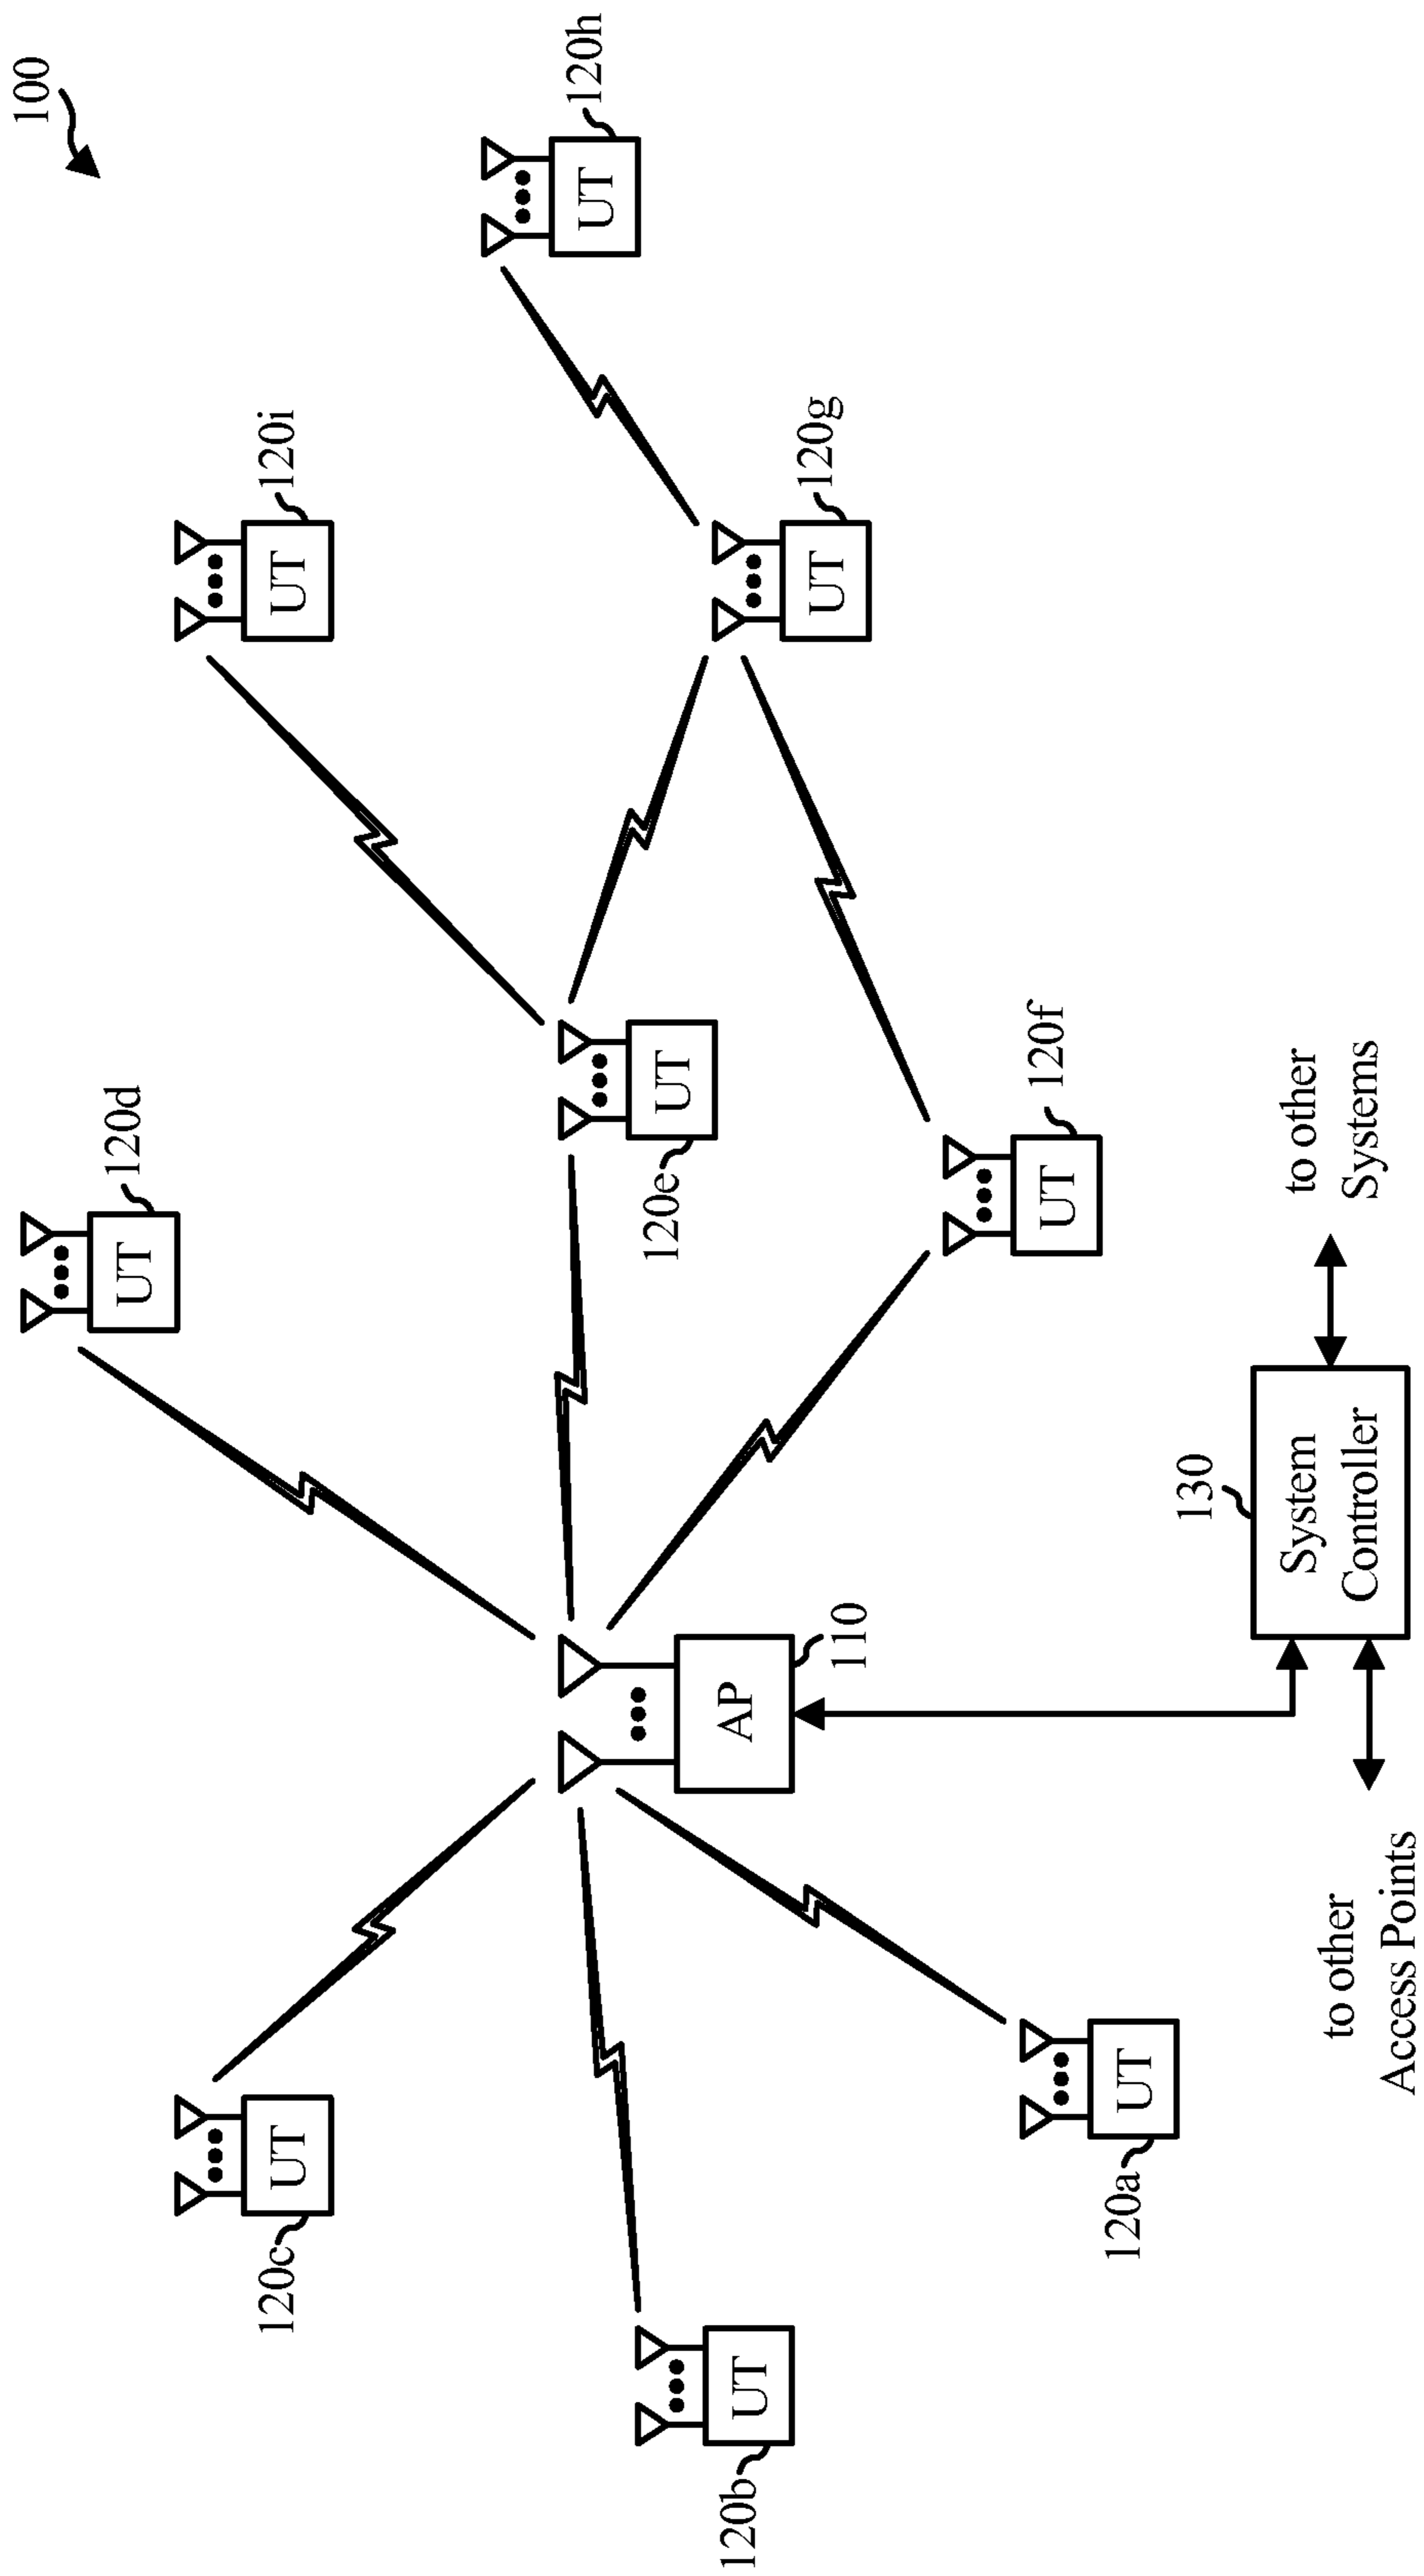 100
120d
UT
120i
UT
120c
UT
120h
UT
120e
UT
120g
UT
120b
UT
AP
110
120f
UT
120a
UT
130
System
Controller
to other
Systems
to other
Access Points